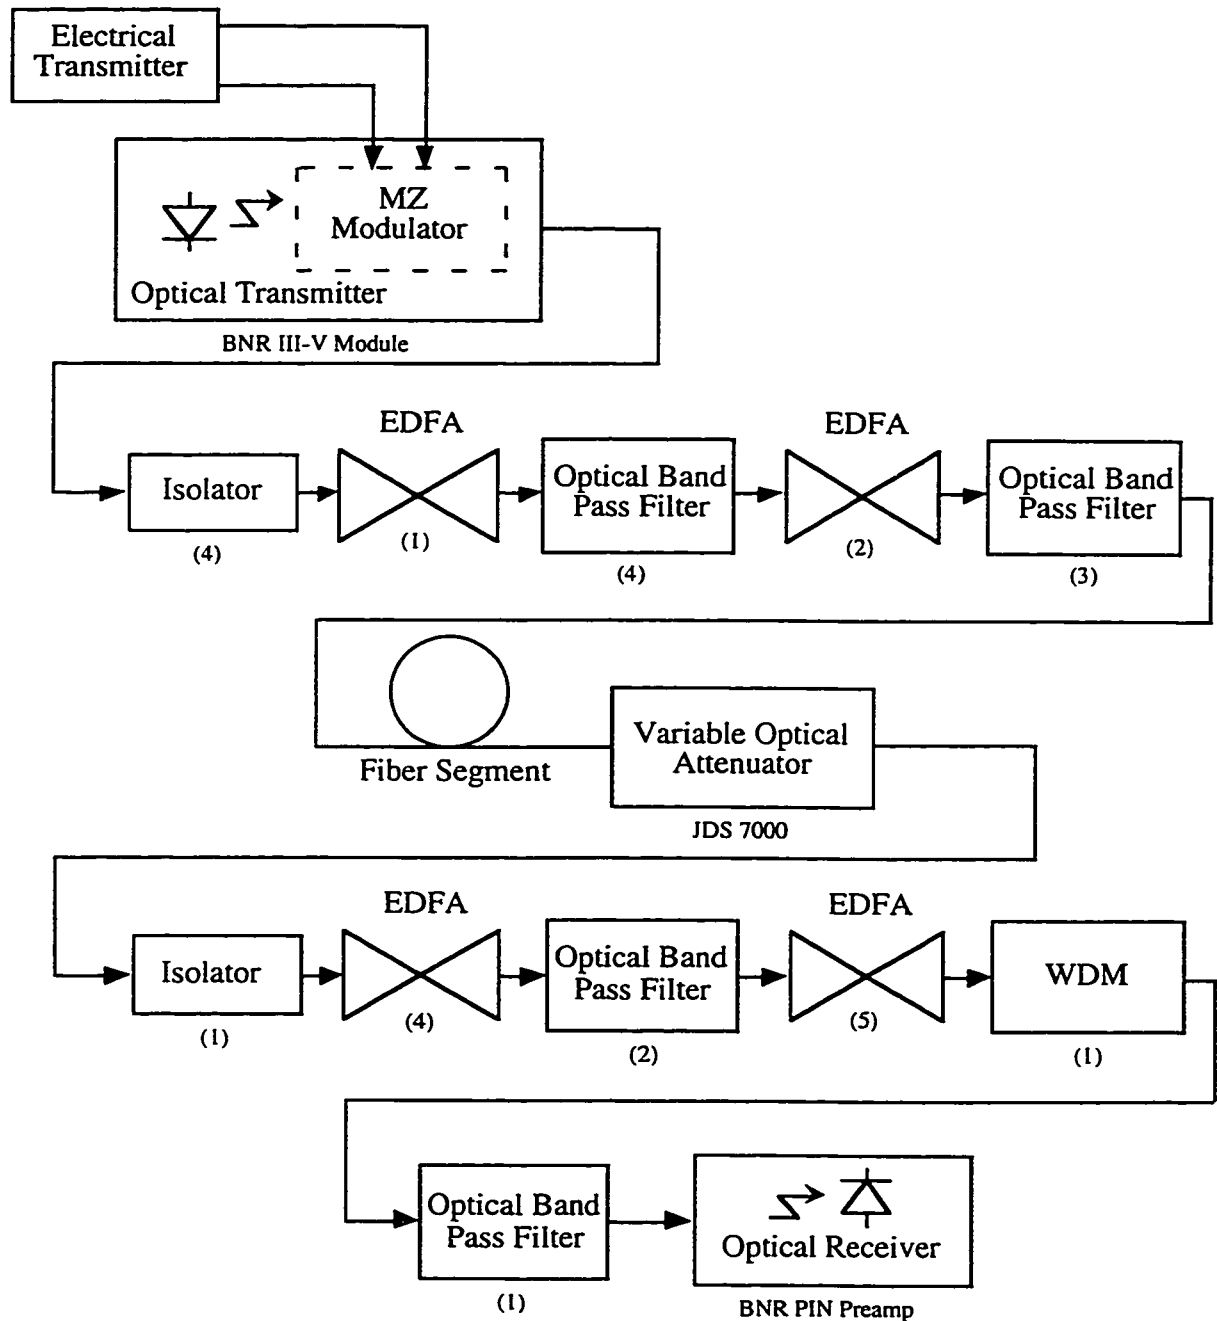 Electrical
Transmitter
MZ
Modulator
Optical Transmitter
BNR III-V Module
EDFA
EDFA
Isolator
Optical Band
Pass Filter
Optical Band
Pass Filter
(4)
(1)
(4)
(2)
(3)
Fiber Segment
Variable Optical
Attenuator
JDS 7000
EDFA
EDFA
Isolator
Optical Band
Pass Filter
WDM
(1)
(4)
(2)
(5)
(1)
Optical Band
Pass Filter
Optical Receiver
(1)
BNR PIN Preamp